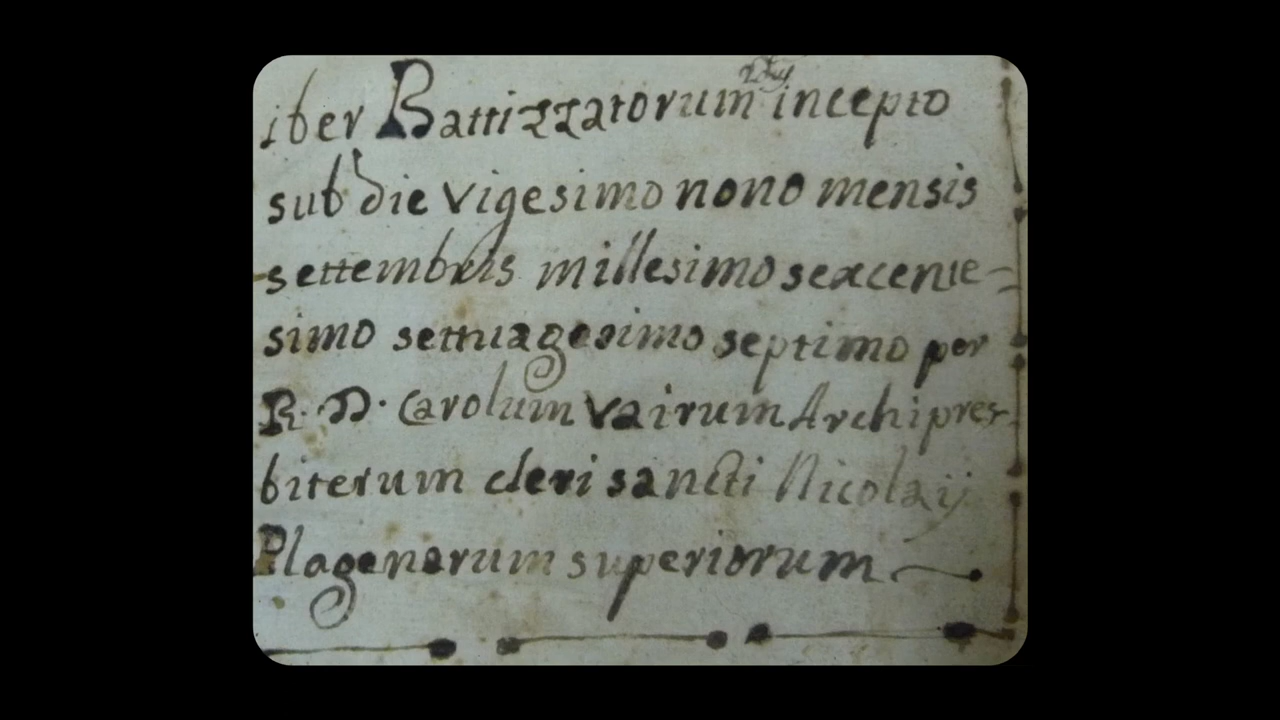 iber Battizzatorum incepto
sub die vigesimo nono mensis
settembris millesimo sexcente=
simo settuagesimo septimo per
R. D. Carolum Vairum Archipres-
biterum cleri sancti Nicolaij
Plagenarum superiorum